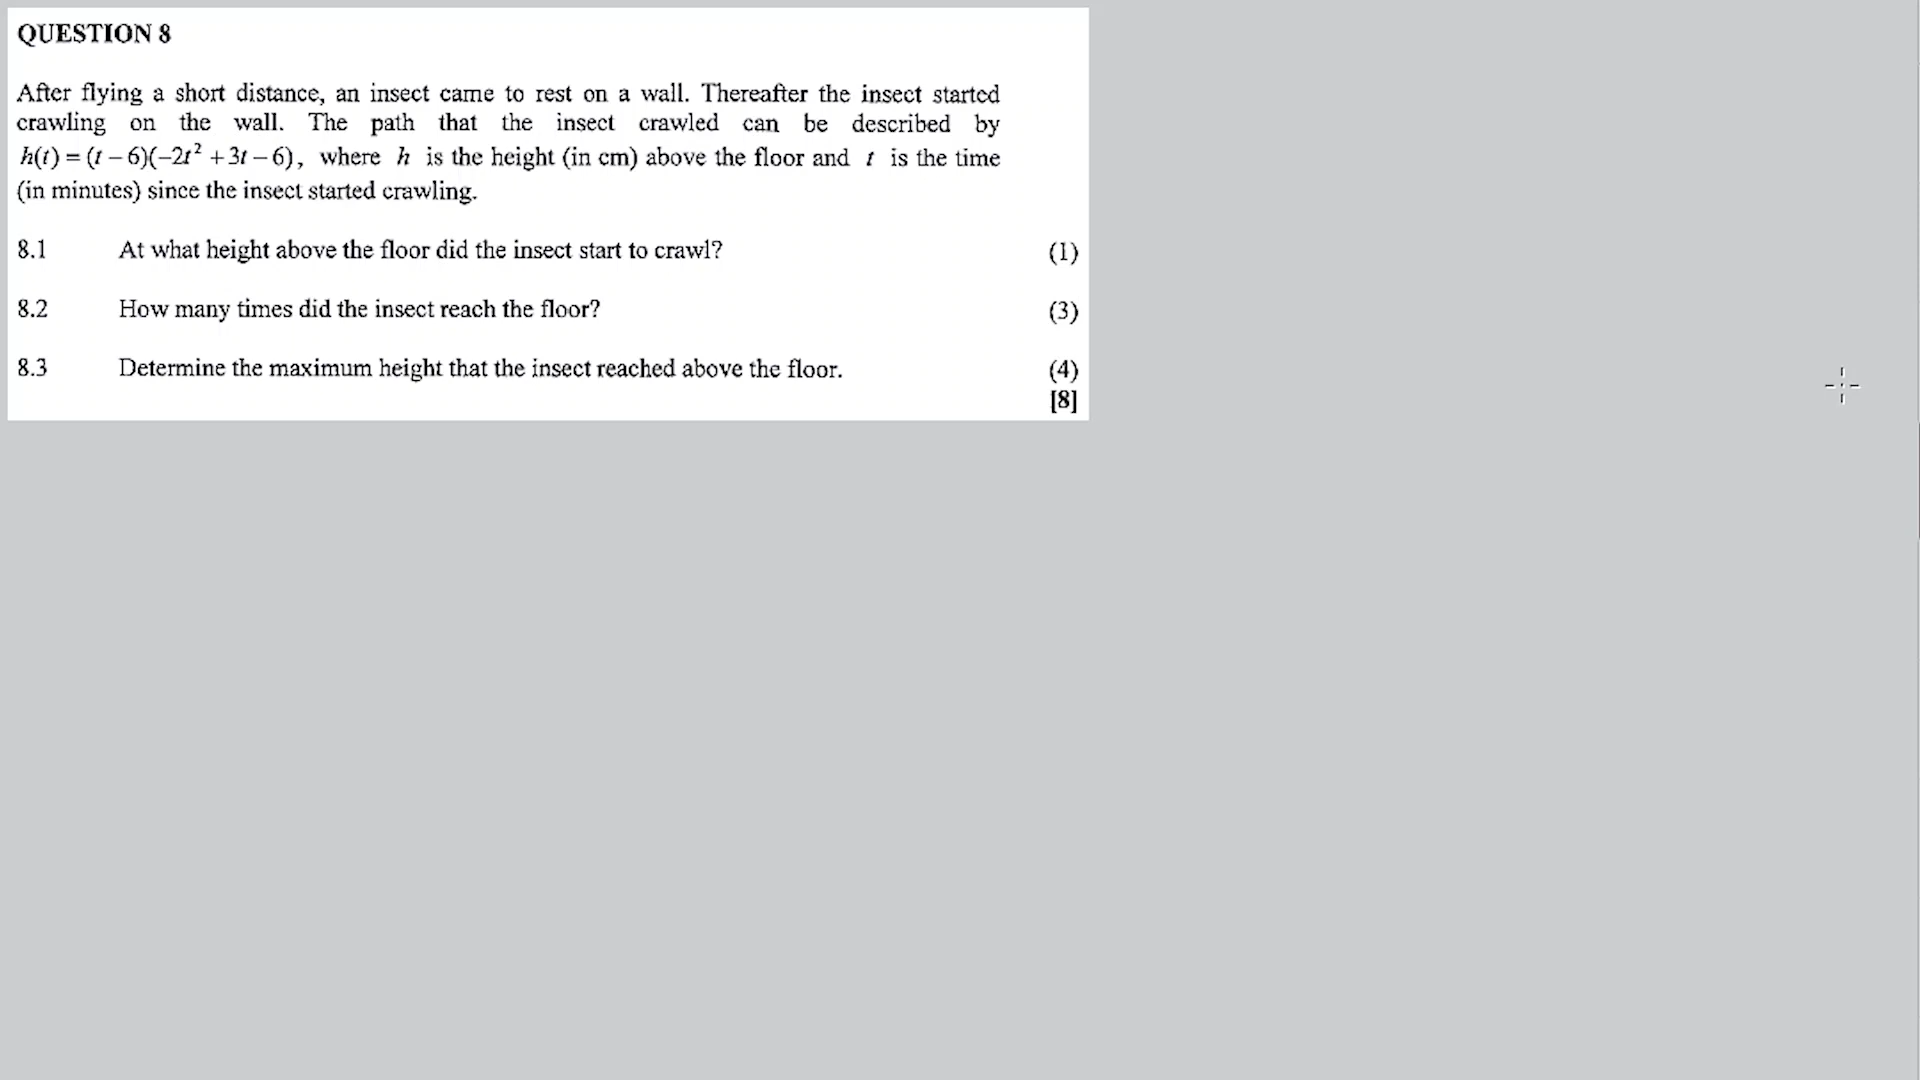 QUESTION 8
After flying a short distance, an insect came to rest on a wall. Thereafter the insect started
crawling on the wall. The path that the insect crawled can be described by
h(t) = (t – 6)(–2t² + 3t – 6), where h is the height (in cm) above the floor and t is the time
(in minutes) since the insect started crawling.
8.1 At what height above the floor did the insect start to crawl? (1)
8.2 How many times did the insect reach the floor? (3)
8.3 Determine the maximum height that the insect reached above the floor. (4)
[8]